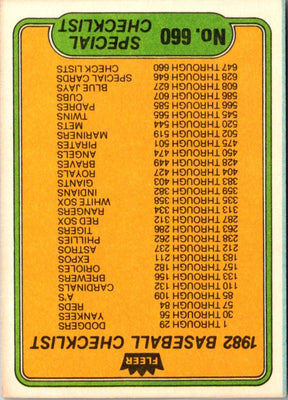 FLEER
1982 BASEBALL CHECKLIST
1 THROUGH 29 DODGERS
30 THROUGH 56 YANKEES
57 THROUGH 84 REDS
85 THROUGH 109 A'S
110 THROUGH 132 CARDINALS
133 THROUGH 156 BREWERS
157 THROUGH 182 ORIOLES
183 THROUGH 211 EXPOS
212 THROUGH 237 ASTROS
238 THROUGH 262 PHILLIES
263 THROUGH 286 TIGERS
287 THROUGH 312 RED SOX
313 THROUGH 334 RANGERS
335 THROUGH 358 WHITE SOX
359 THROUGH 382 INDIANS
383 THROUGH 403 GIANTS
404 THROUGH 427 ROYALS
428 THROUGH 449 BRAVES
450 THROUGH 474 ANGELS
475 THROUGH 501 PIRATES
502 THROUGH 519 MARINERS
520 THROUGH 544 METS
545 THROUGH 565 TWINS
566 THROUGH 585 PADRES
586 THROUGH 607 CUBS
608 THROUGH 627 BLUE JAYS
628 THROUGH 646 SPECIAL CARDS
647 THROUGH 660 CHECK LISTS
No. 660 SPECIAL
CHECKLIST